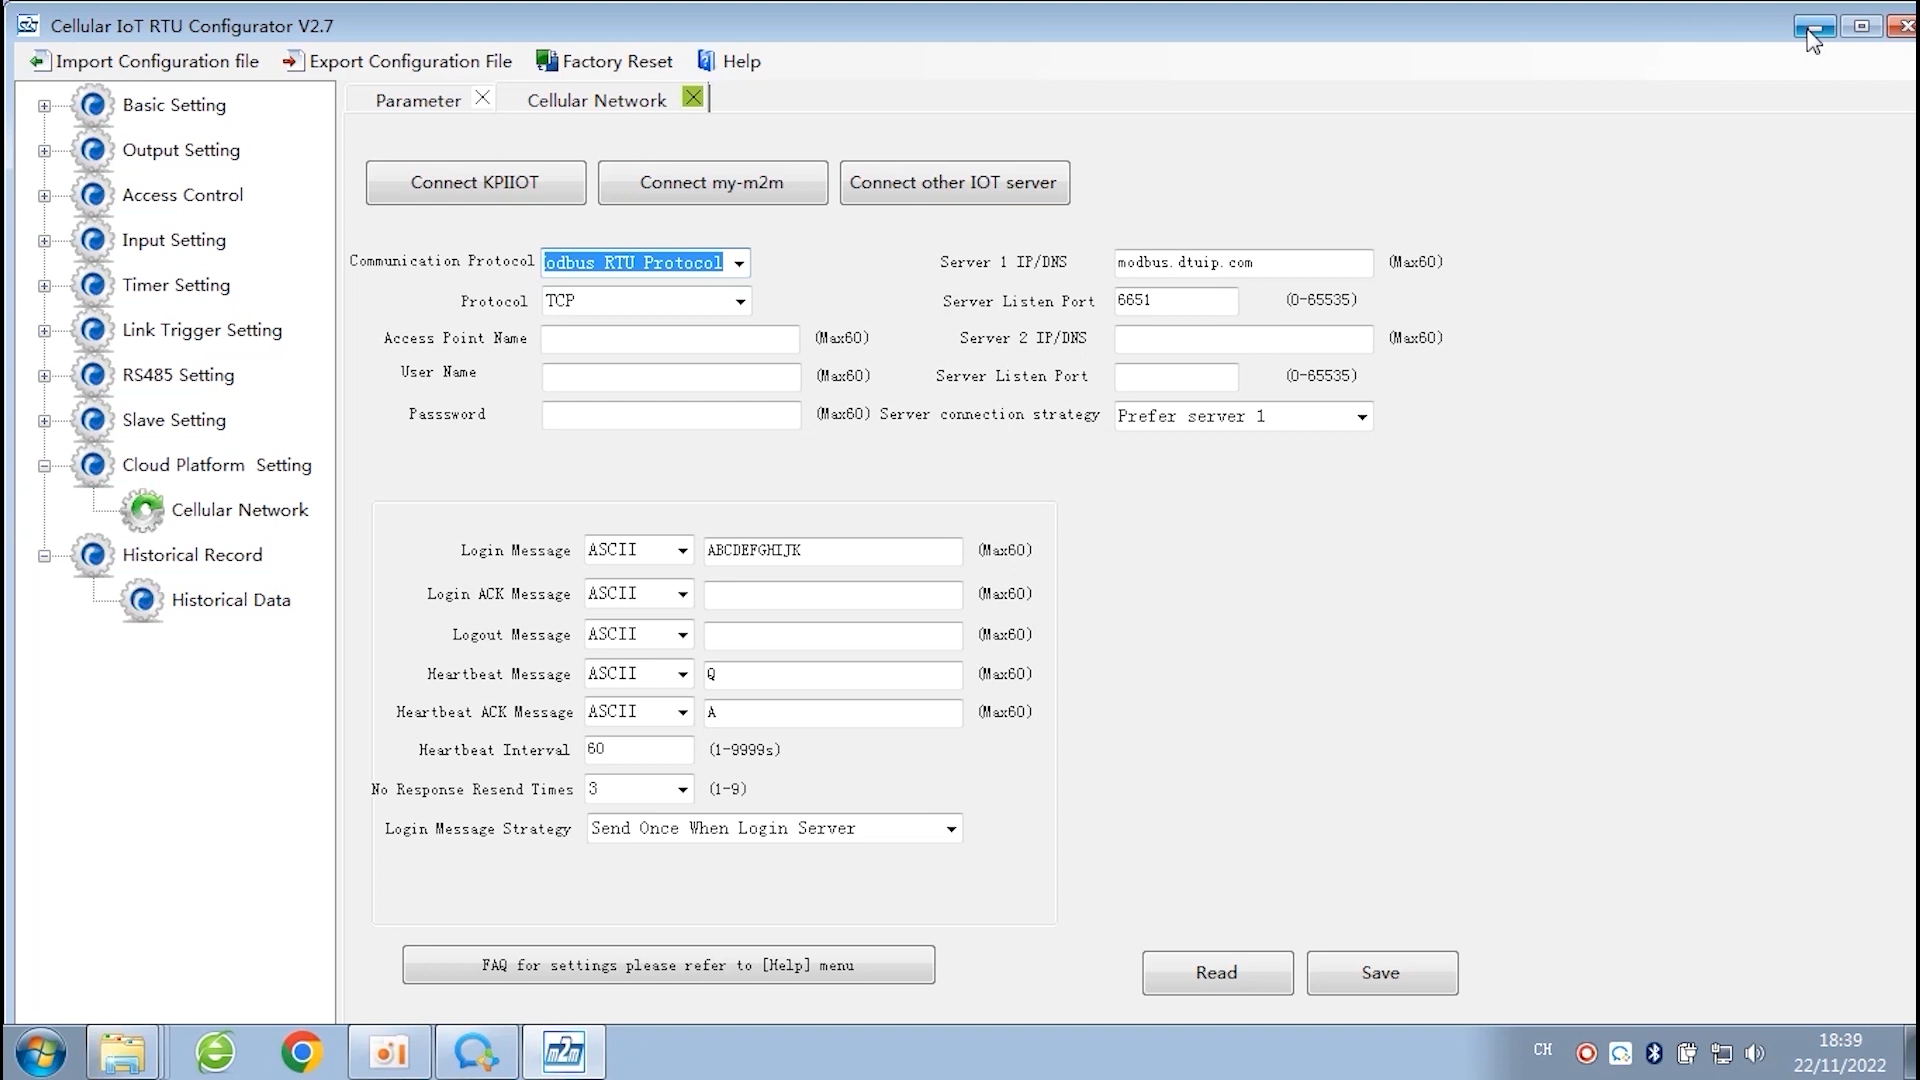 Cellular IoT RTU Configurator V2.7
Import Configuration file Export Configuration File Factory Reset Help
Basic Setting
Output Setting
Access Control
Input Setting
Timer Setting
Link Trigger Setting
RS485 Setting
Slave Setting
Cloud Platform Setting
Cellular Network
Historical Record
Historical Data
Parameter Cellular Network
Connect KPIIOT Connect my-m2m Connect other IOT server
Communication Protocol odbus RTU Protocol Server 1 IP/DNS modbus.dtuip.com (Max60)
Protocol TCP Server Listen Port 6651 (0-65535)
Access Point Name (Max60) Server 2 IP/DNS (Max60)
User Name (Max60) Server Listen Port (0-65535)
Passsword (Max60) Server connection strategy Prefer server 1
Login Message ASCII ABCDEFGHIJK (Max60)
Login ACK Message ASCII (Max60)
Logout Message ASCII (Max60)
Heartbeat Message ASCII Q (Max60)
Heartbeat ACK Message ASCII A (Max60)
Heartbeat Interval 60 (1-9999s)
No Response Resend Times 3 (1-9)
Login Message Strategy Send Once When Login Server
FAQ for settings please refer to [Help] menu Read Save
m2m CH 18:39
22/11/2022